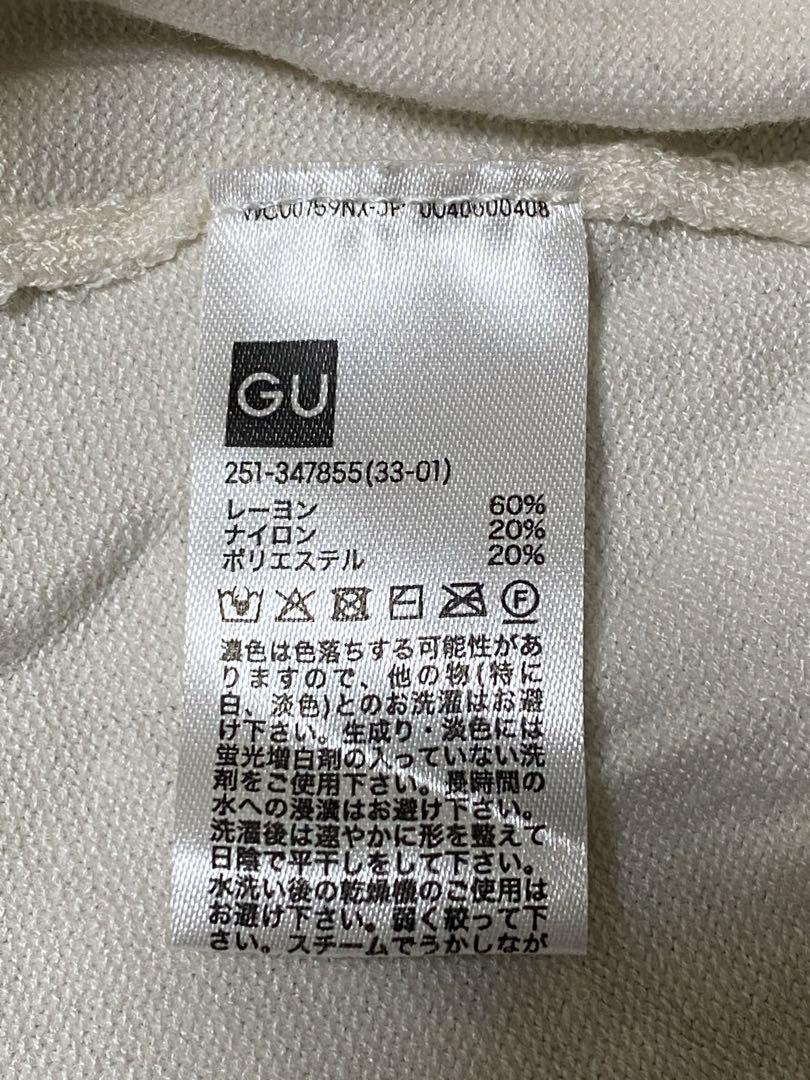 GU
251-347855(33-01)
レーヨン 60%
ナイロン 20%
ポリエステル 20%
F
濃色は色落ちする可能性があ
りますので、他の物(特に
白、淡色)とのお洗濯はお避
け下さい。生成り・淡色には
蛍光増白剤の入っていない洗
剤をご使用下さい。長時間の
水への浸漬はお避け下さい。
洗濯後は速やかに形を整えて
日陰で平干しをして下さい。
水洗い後の乾燥機のご使用は
お避け下さい。弱く絞って下
さい。スチームでうかしなが